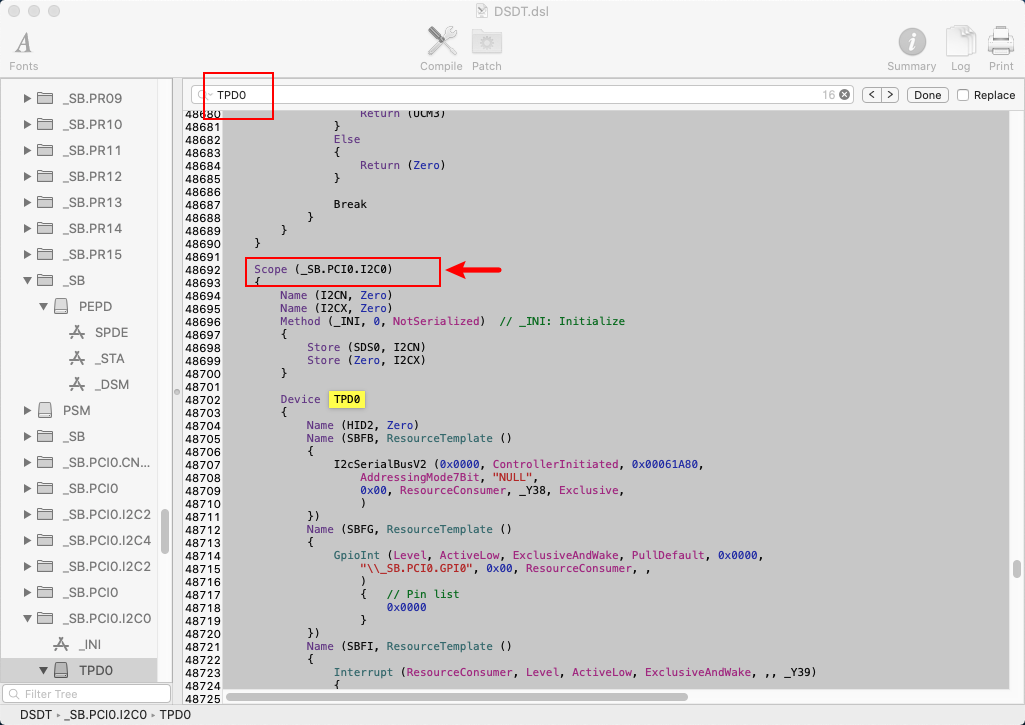 DSDT.dsl
Fonts
Compile
Patch
Summary
Log
Print
_SB.PR09
_SB.PR10
_SB.PR11
_SB.PR12
_SB.PR13
_SB.PR14
_SB.PR15
_SB
PEPD
SPDE
_STA
_DSM
PSM
_SB
_SB.PCI0.CN...
_SB.PCI0
_SB.PCI0.I2C2
_SB.PCI0.I2C4
_SB.PCI0.I2C2
_SB.PCI0
_SB.PCI0.I2C0
_INI
TPD0
Filter Tree
TPD0 16 < > Done Replace
48680 Return (UCM3)
48681 }
48682 Else
48683 {
48684 Return (Zero)
48685 }
48686
48687 Break
48688 }
48689 }
48690 }
48691
48692 Scope (_SB.PCI0.I2C0)
48693 {
48694 Name (I2CN, Zero)
48695 Name (I2CX, Zero)
48696 Method (_INI, 0, NotSerialized)  // _INI: Initialize
48697 {
48698 Store (SDS0, I2CN)
48699 Store (Zero, I2CX)
48700 }
48701
48702 Device TPD0
48703 {
48704 Name (HID2, Zero)
48705 Name (SBFB, ResourceTemplate ()
48706 {
48707 I2cSerialBusV2 (0x0000, ControllerInitiated, 0x00061A80,
48708 AddressingMode7Bit, "NULL",
48709 0x00, ResourceConsumer, _Y38, Exclusive,
48710 )
48711 })
48712 Name (SBFG, ResourceTemplate ()
48713 {
48714 GpioInt (Level, ActiveLow, ExclusiveAndWake, PullDefault, 0x0000,
48715 "\\_SB.PCI0.GPI0", 0x00, ResourceConsumer, ,
48716 )
48717 {   // Pin list
48718 0x0000
48719 }
48720 })
48721 Name (SBFI, ResourceTemplate ()
48722 {
48723 Interrupt (ResourceConsumer, Level, ActiveLow, ExclusiveAndWake, ,, _Y39)
48724 {
48725
DSDT › _SB.PCI0.I2C0 › TPD0